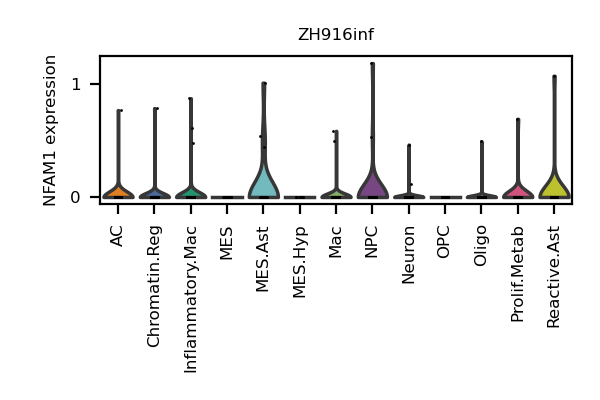 ZH916inf
NFAM1 expression
1
0
AC
Chromatin.Reg
Inflammatory.Mac
MES
MES.Ast
MES.Hyp
Mac
NPC
Neuron
OPC
Oligo
Prolif.Metab
Reactive.Ast